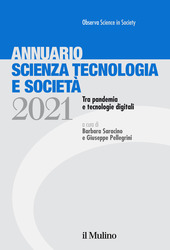 Observa Science in Society
ANNUARIO
SCIENZA TECNOLOGIA
E SOCIETÀ
2021
Tra pandemia
e tecnologie digitali
a cura di
Barbara Saracino
e Giuseppe Pellegrini
il Mulino